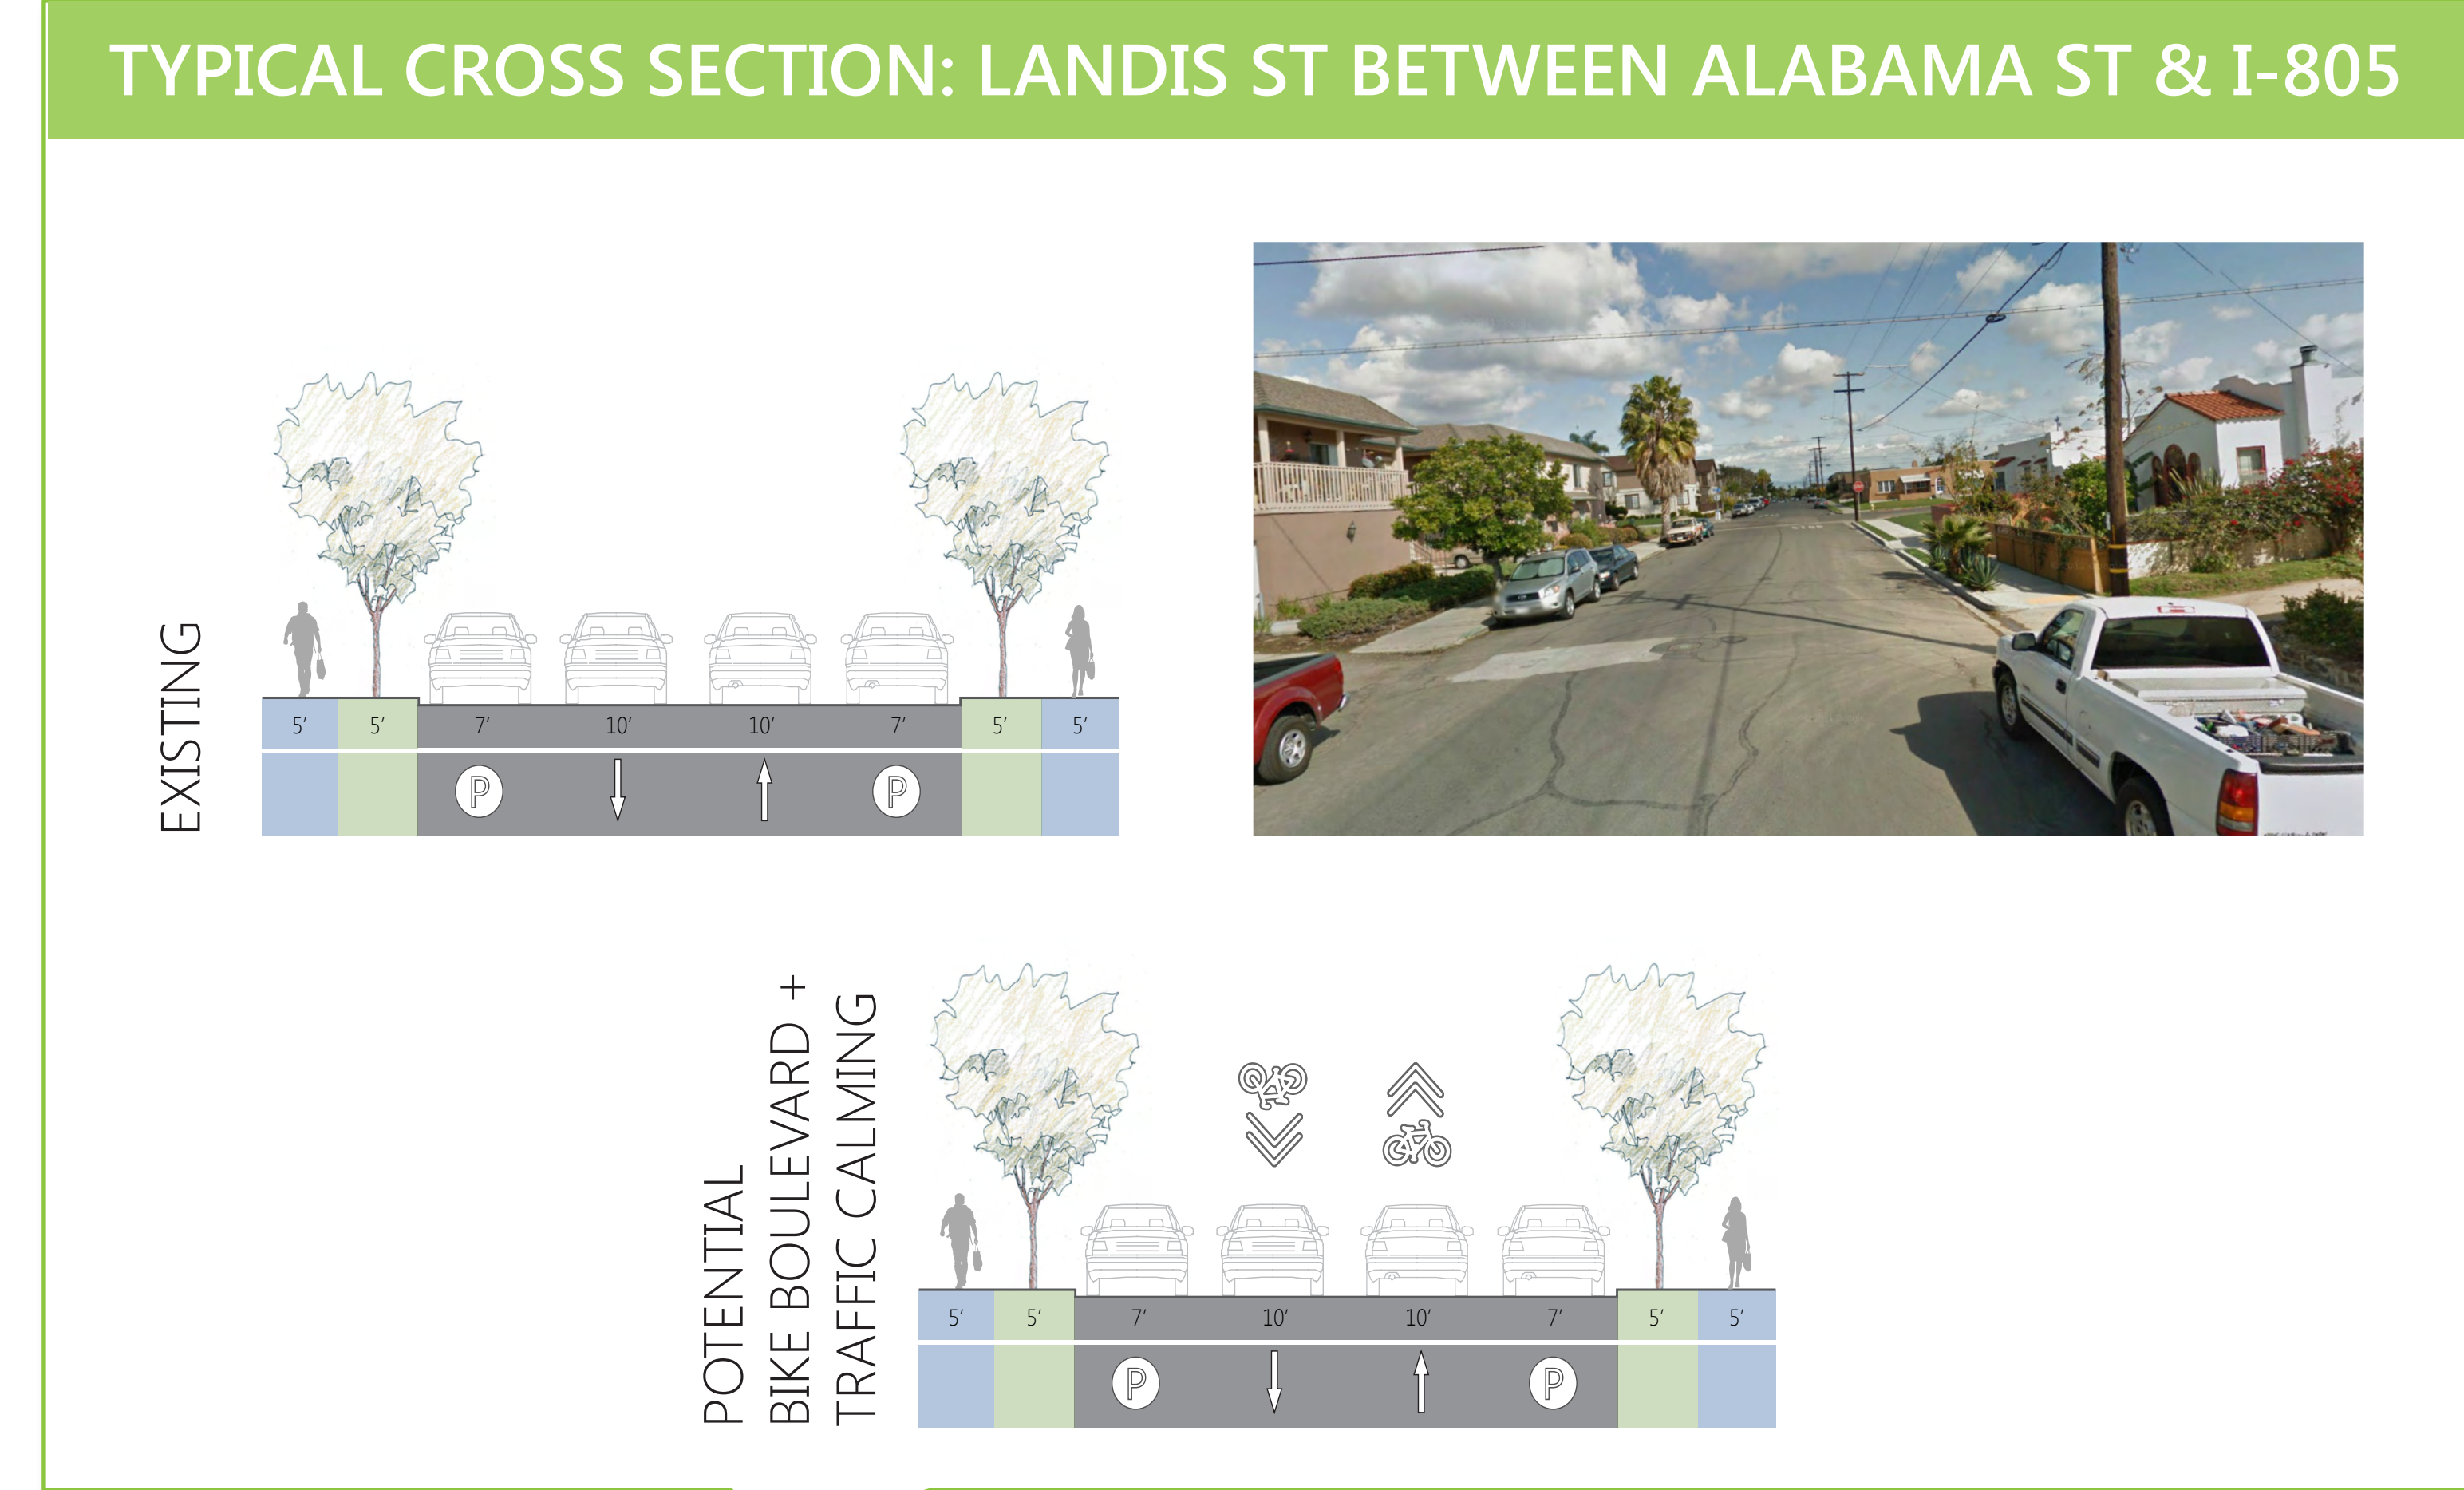 TYPICAL CROSS SECTION: LANDIS ST BETWEEN ALABAMA ST & I-805
EXISTING
5′ 5′ 7′ 10′ 10′ 7′ 5′ 5′
P P
POTENTIAL
BIKE BOULEVARD +
TRAFFIC CALMING
5′ 5′ 7′ 10′ 10′ 7′ 5′ 5′
P P